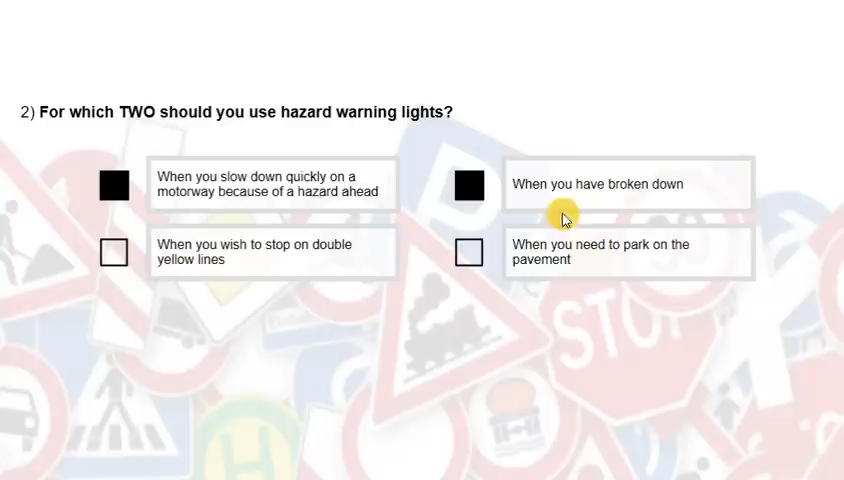 2) For which TWO should you use hazard warning lights?
When you slow down quickly on a
motorway because of a hazard ahead
When you have broken down
When you wish to stop on double
yellow lines
When you need to park on the
pavement
P
STOP
H